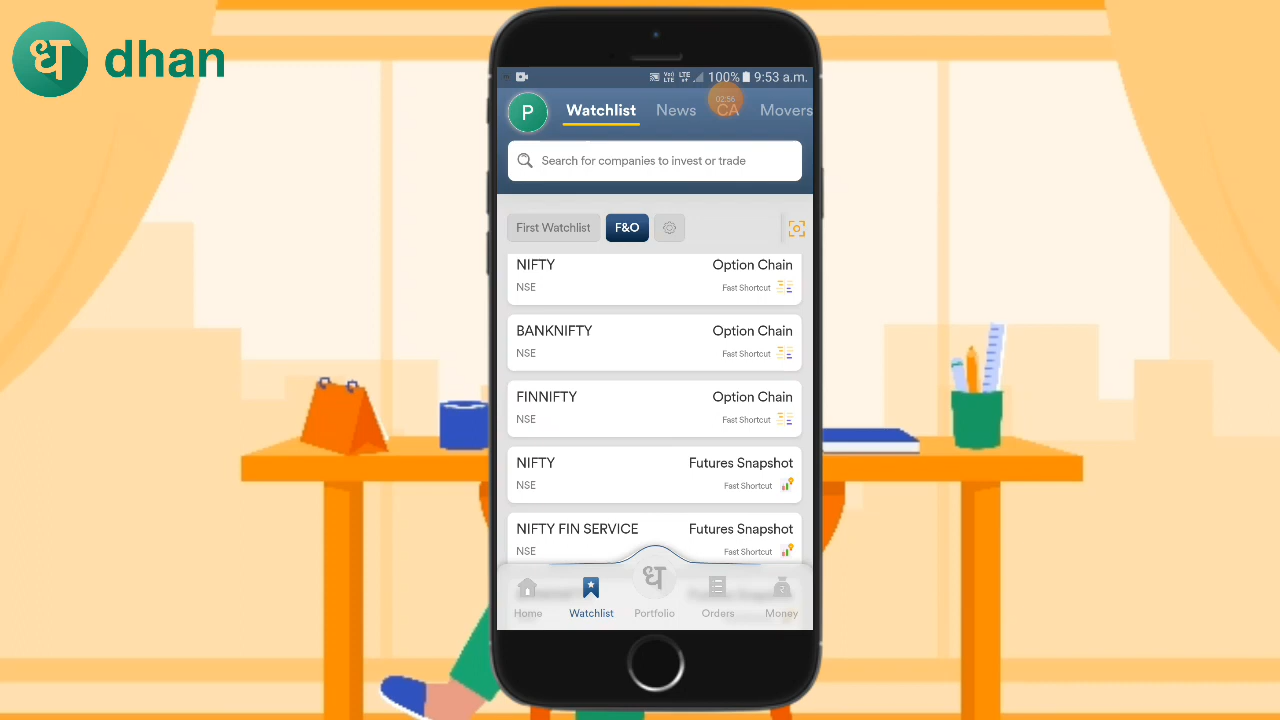 ध dhan
100% 9:53 a.m.
02:56
P Watchlist News CA Movers
Search for companies to invest or trade
First Watchlist F&O
NIFTY Option Chain
NSE Fast Shortcut
BANKNIFTY Option Chain
NSE Fast Shortcut
FINNIFTY Option Chain
NSE Fast Shortcut
NIFTY Futures Snapshot
NSE Fast Shortcut
NIFTY FIN SERVICE Futures Snapshot
NSE Fast Shortcut
ध
Home Watchlist Portfolio Orders Money